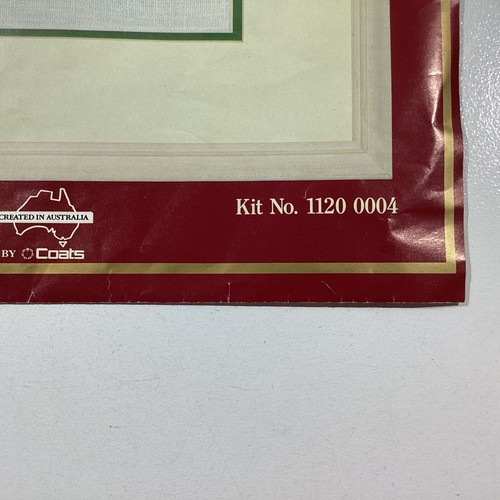 Kit No. 1120 0004
CREATED IN AUSTRALIA
BY Coats